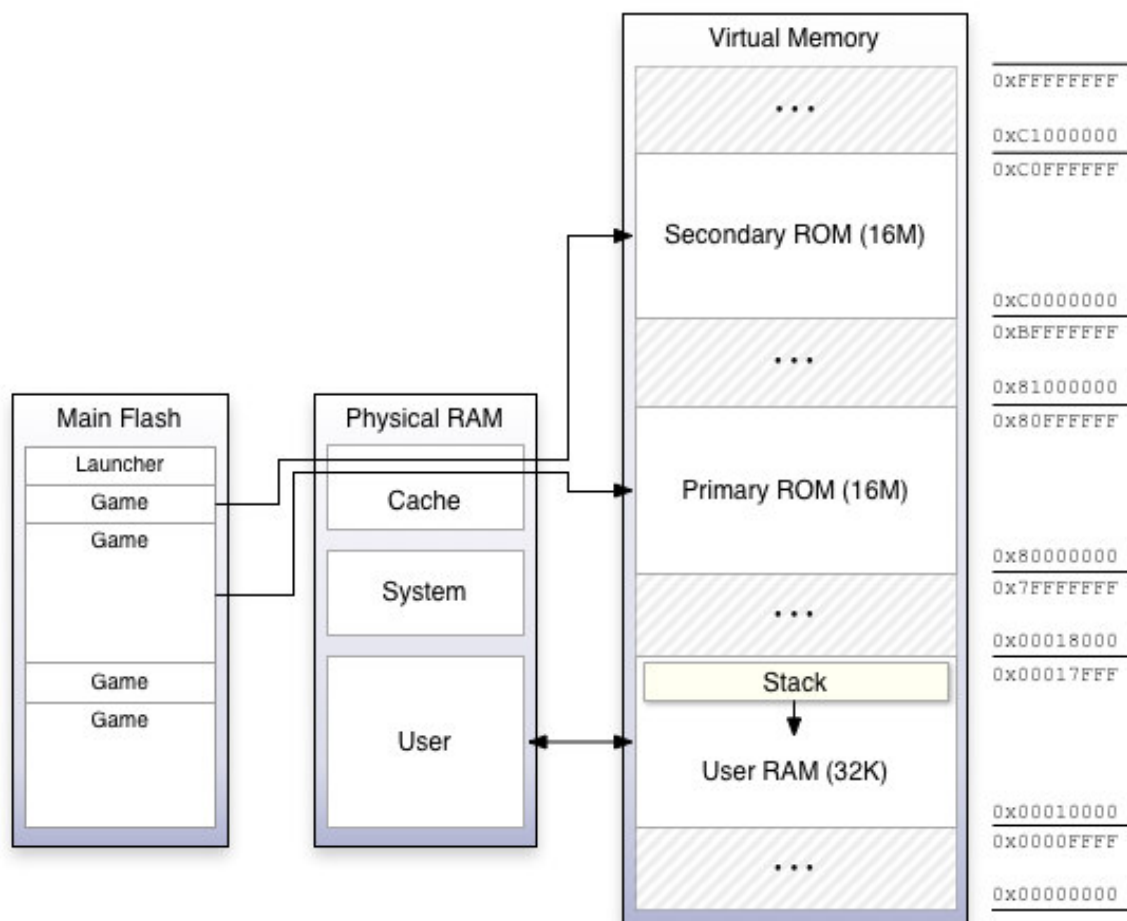 Virtual Memory
...
0xFFFFFFFF
0xC1000000
0xC0FFFFFF
Secondary ROM (16M)
0xC0000000
0xBFFFFFFF
...
0x81000000
0x80FFFFFF
Primary ROM (16M)
0x80000000
0x7FFFFFFF
...
0x00018000
0x00017FFF
Stack
User RAM (32K)
0x00010000
0x0000FFFF
...
0x00000000
Main Flash
Launcher
Game
Game
Game
Game
Physical RAM
Cache
System
User